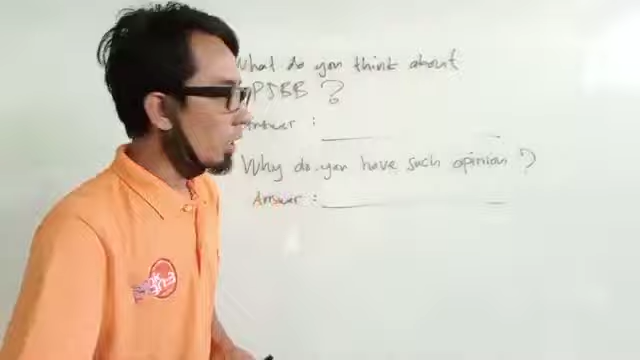 What do you think about
PSBB ?
Answer :
Why do you have such opinion ?
Answer :